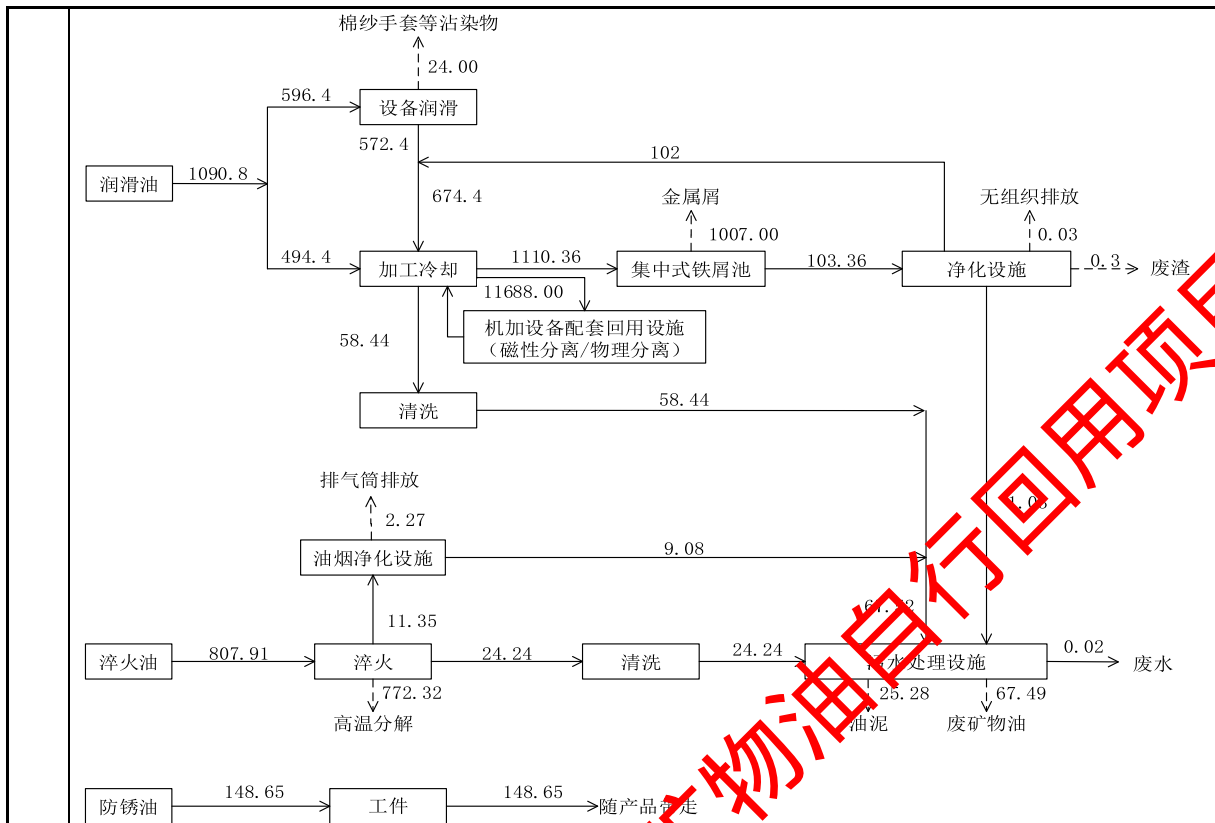 棉纱手套等沾染物
24.00
596.4
设备润滑
572.4
102
1090.8
润滑油
674.4
金属屑
无组织排放
1007.00
0.03
494.4
加工冷却
1110.36
集中式铁屑池
103.36
净化设施
0.3
废渣
11688.00
机加设备配套回用设施
（磁性分离/物理分离）
58.44
清洗
58.44
排气筒排放
2.27
油烟净化设施
9.08
11.35
淬火油
807.91
淬火
24.24
清洗
24.24
水处理设施
0.02
废水
772.32
25.28
67.49
高温分解
油泥
废矿物油
防锈油
148.65
工件
148.65
随产品带走
矿物油自行回用项目